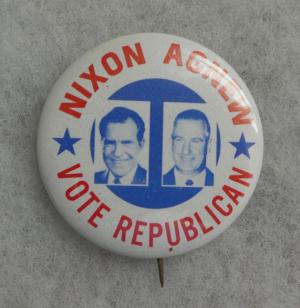 NIXON AGNEW
VOTE REPUBLICAN